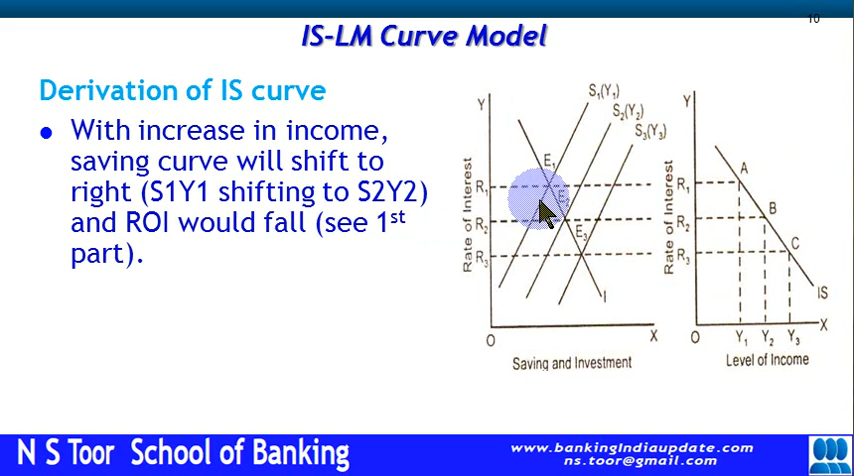 10
IS-LM Curve Model
Derivation of IS curve
● With increase in income,
saving curve will shift to
right (S1Y1 shifting to S2Y2)
and ROI would fall (see 1st
part).
Y
S₁(Y₁)
S₂(Y₂)
S₃(Y₃)
E₁
E₂
E₃
Rate of Interest
R₁
R₂
R₃
I
O
X
Saving and Investment
Y
A
B
C
Rate of Interest
R₁
R₂
R₃
IS
O
Y₁ Y₂ Y₃
X
Level of Income
N S Toor School of Banking
www.bankingIndiaupdate.com
ns.toor@gmail.com